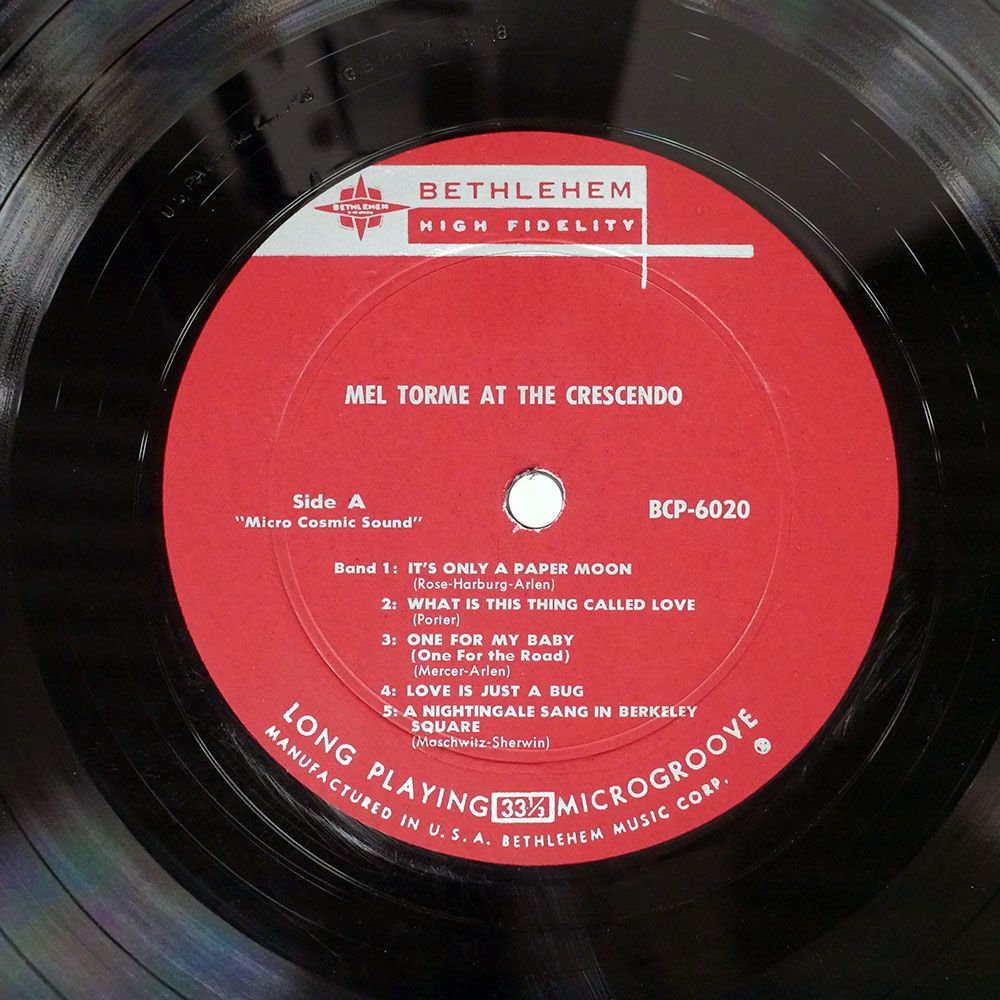 BETHLEHEM
BETHLEHEM
HIGH FIDELITY
MEL TORME AT THE CRESCENDO
Side A
"Micro Cosmic Sound"
BCP-6020
Band 1: IT'S ONLY A PAPER MOON
(Rose-Harburg-Arlen)
2: WHAT IS THIS THING CALLED LOVE
(Porter)
3: ONE FOR MY BABY
(One For the Road)
(Mercer-Arlen)
4: LOVE IS JUST A BUG
5: A NIGHTINGALE SANG IN BERKELEY
SQUARE
(Maschwitz-Sherwin)
LONG PLAYING 33⅓ MICROGROOVE
MANUFACTURED IN U.S.A. BETHLEHEM MUSIC CORP.